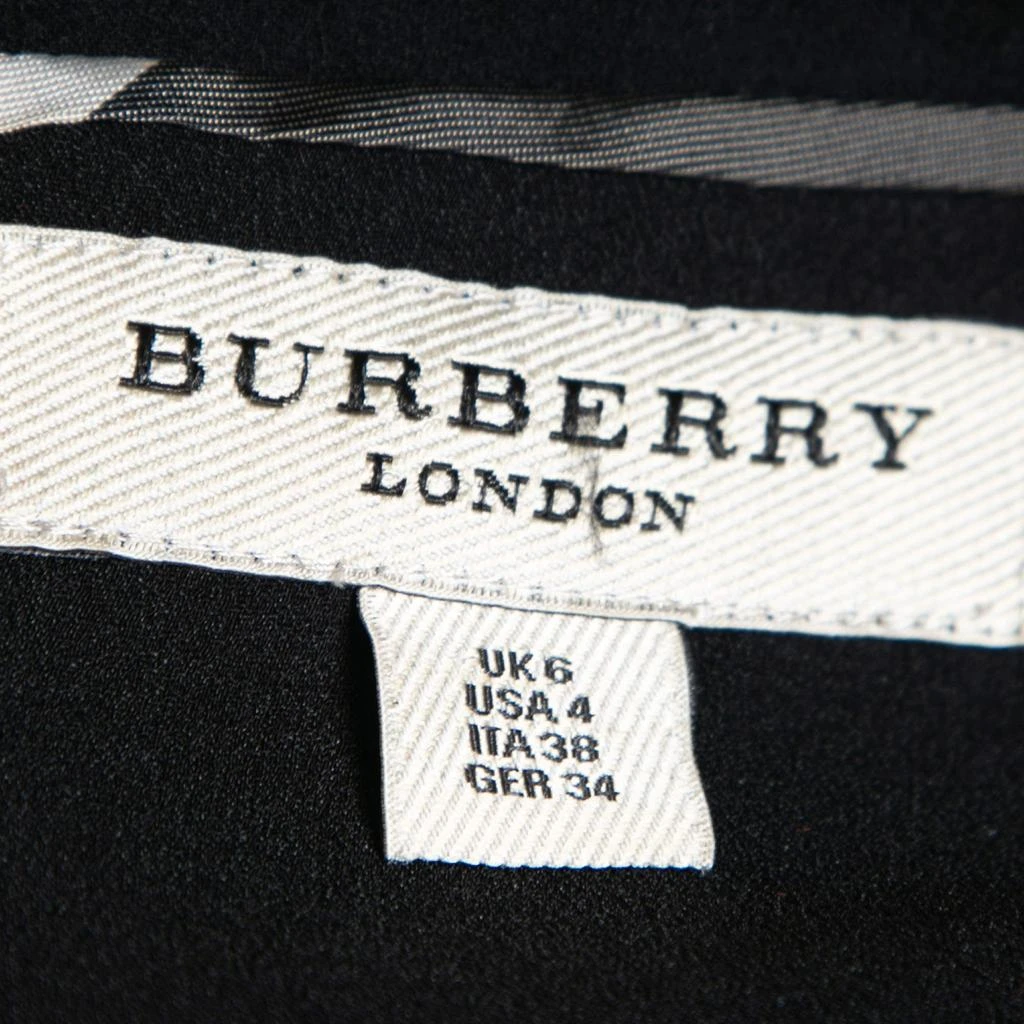 BURBERRY
LONDON
UK 6
USA 4
ITA 38
GER 34